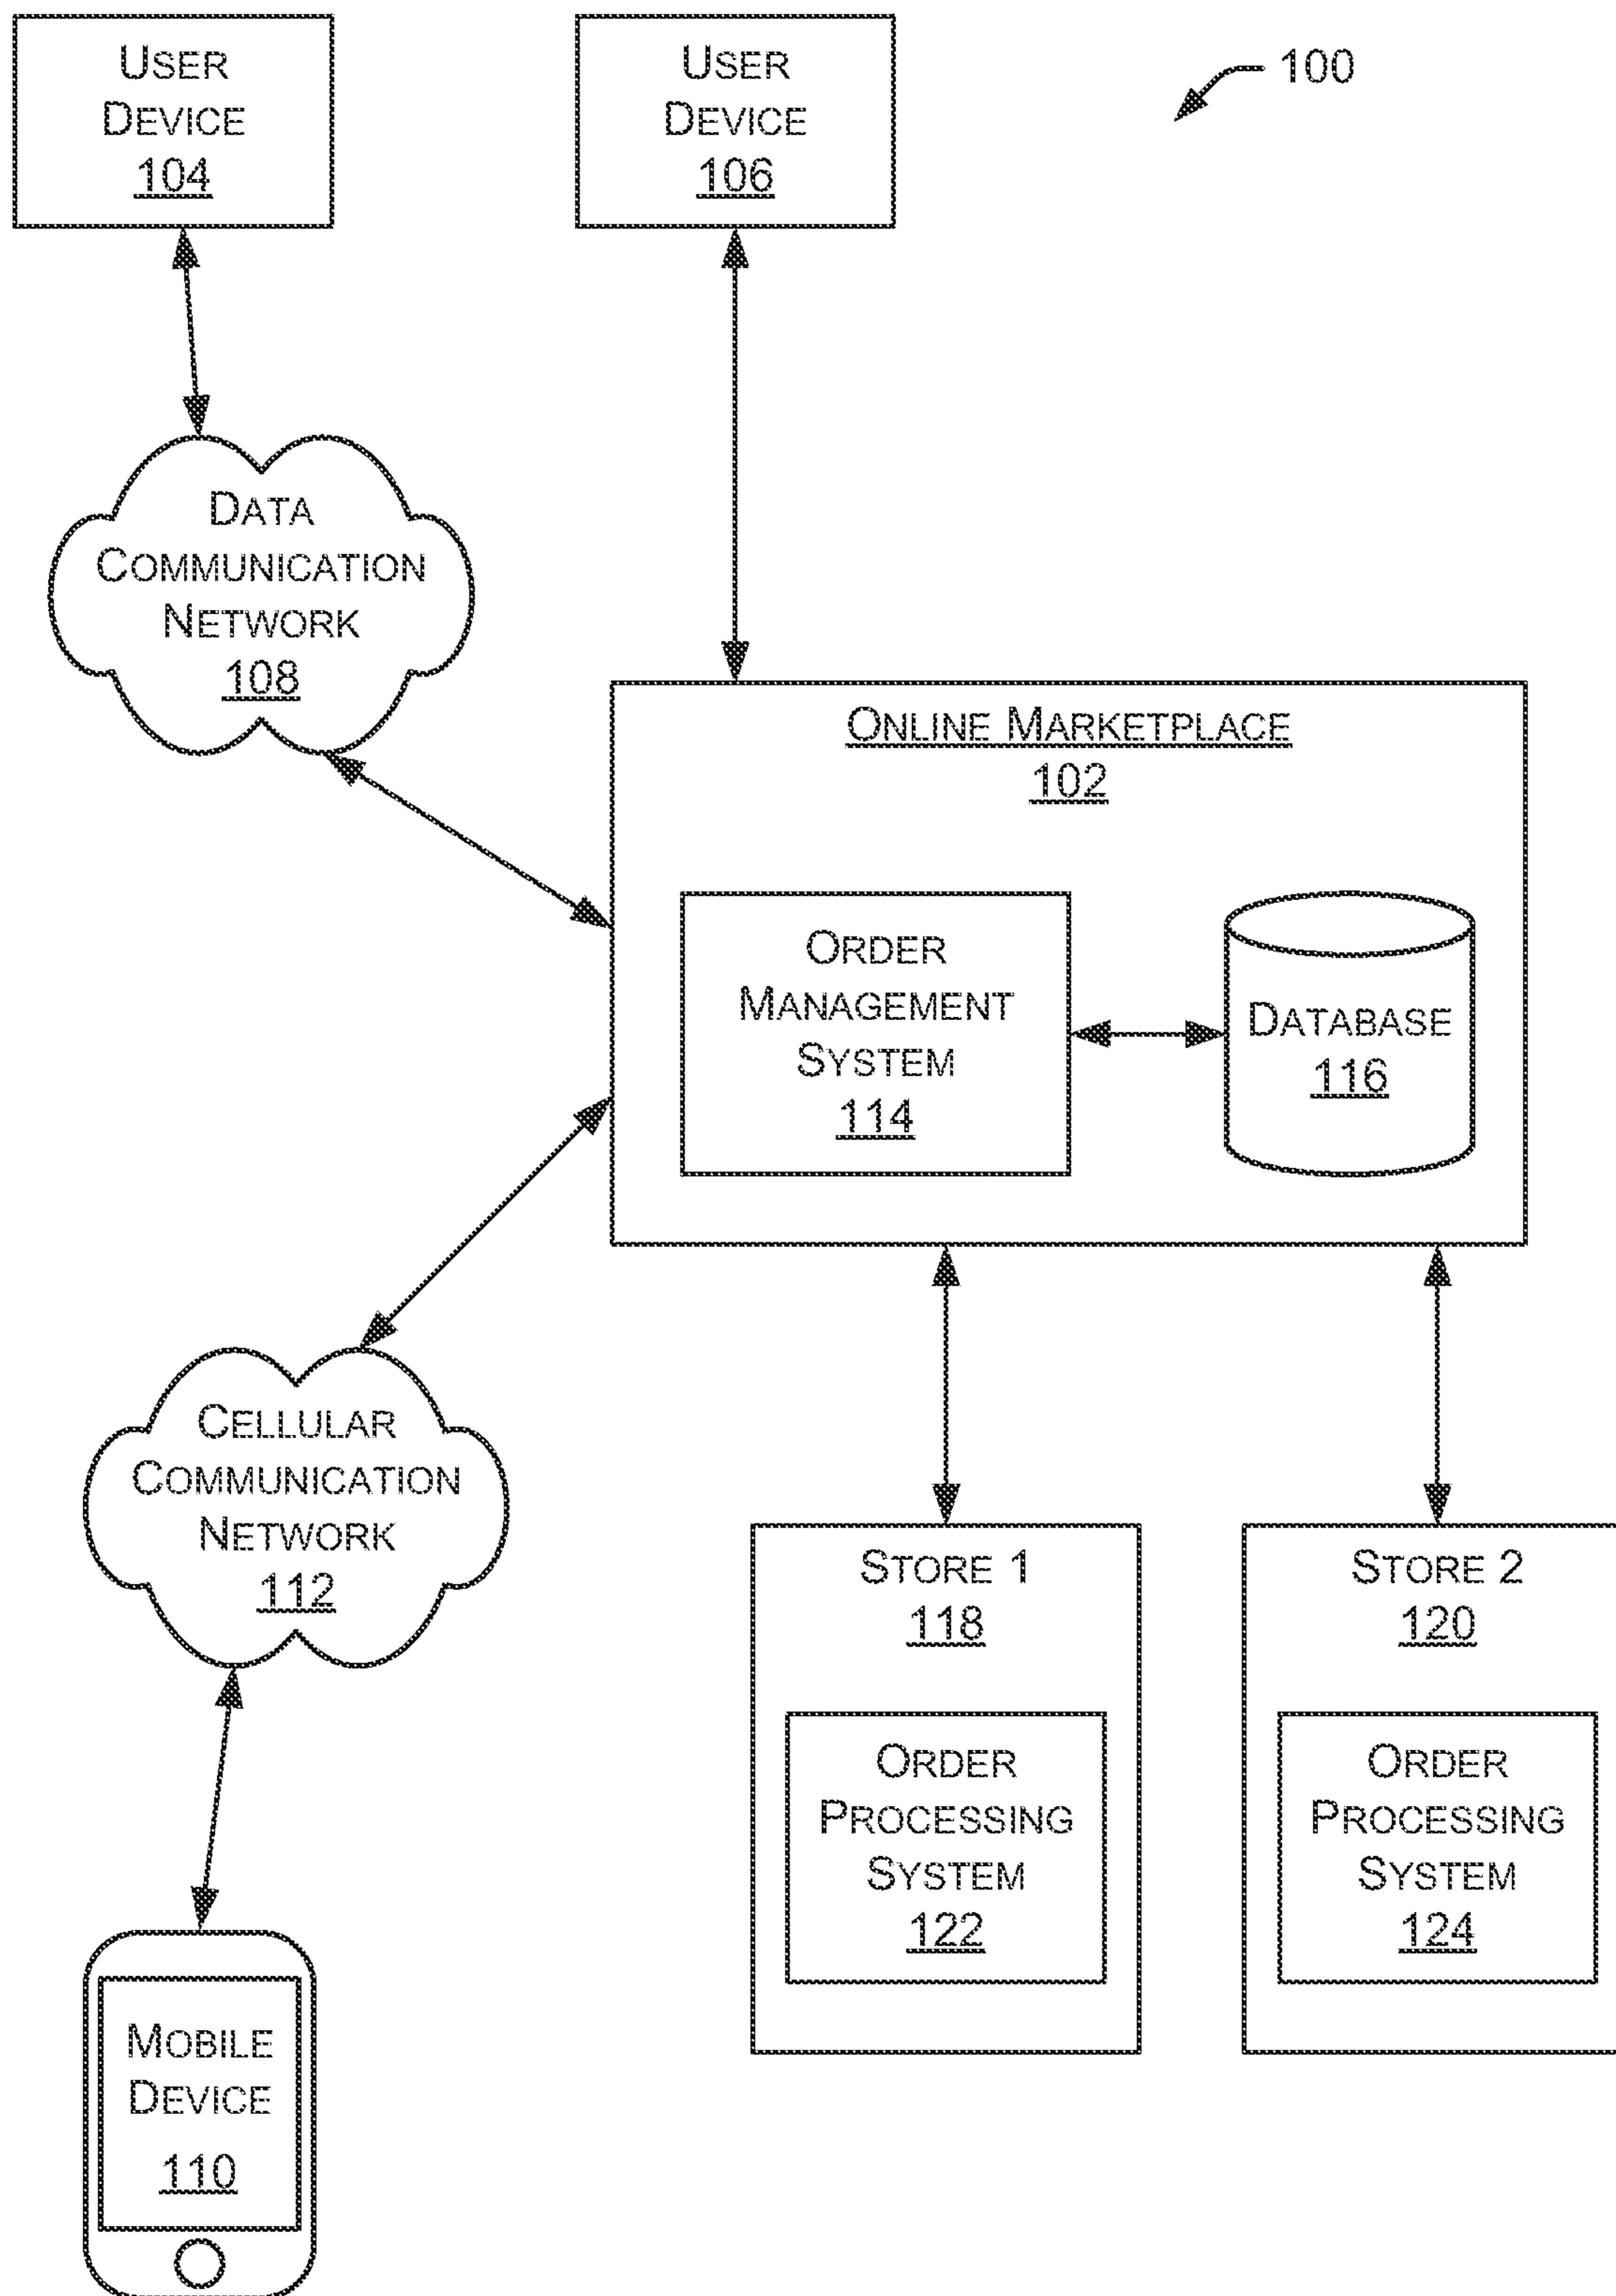 USER
DEVICE
104
USER
DEVICE
106
100
DATA
COMMUNICATION
NETWORK
108
ONLINE MARKETPLACE
102
ORDER
MANAGEMENT
SYSTEM
114
DATABASE
116
CELLULAR
COMMUNICATION
NETWORK
112
STORE 1
118
STORE 2
120
ORDER
PROCESSING
SYSTEM
122
ORDER
PROCESSING
SYSTEM
124
MOBILE
DEVICE
110